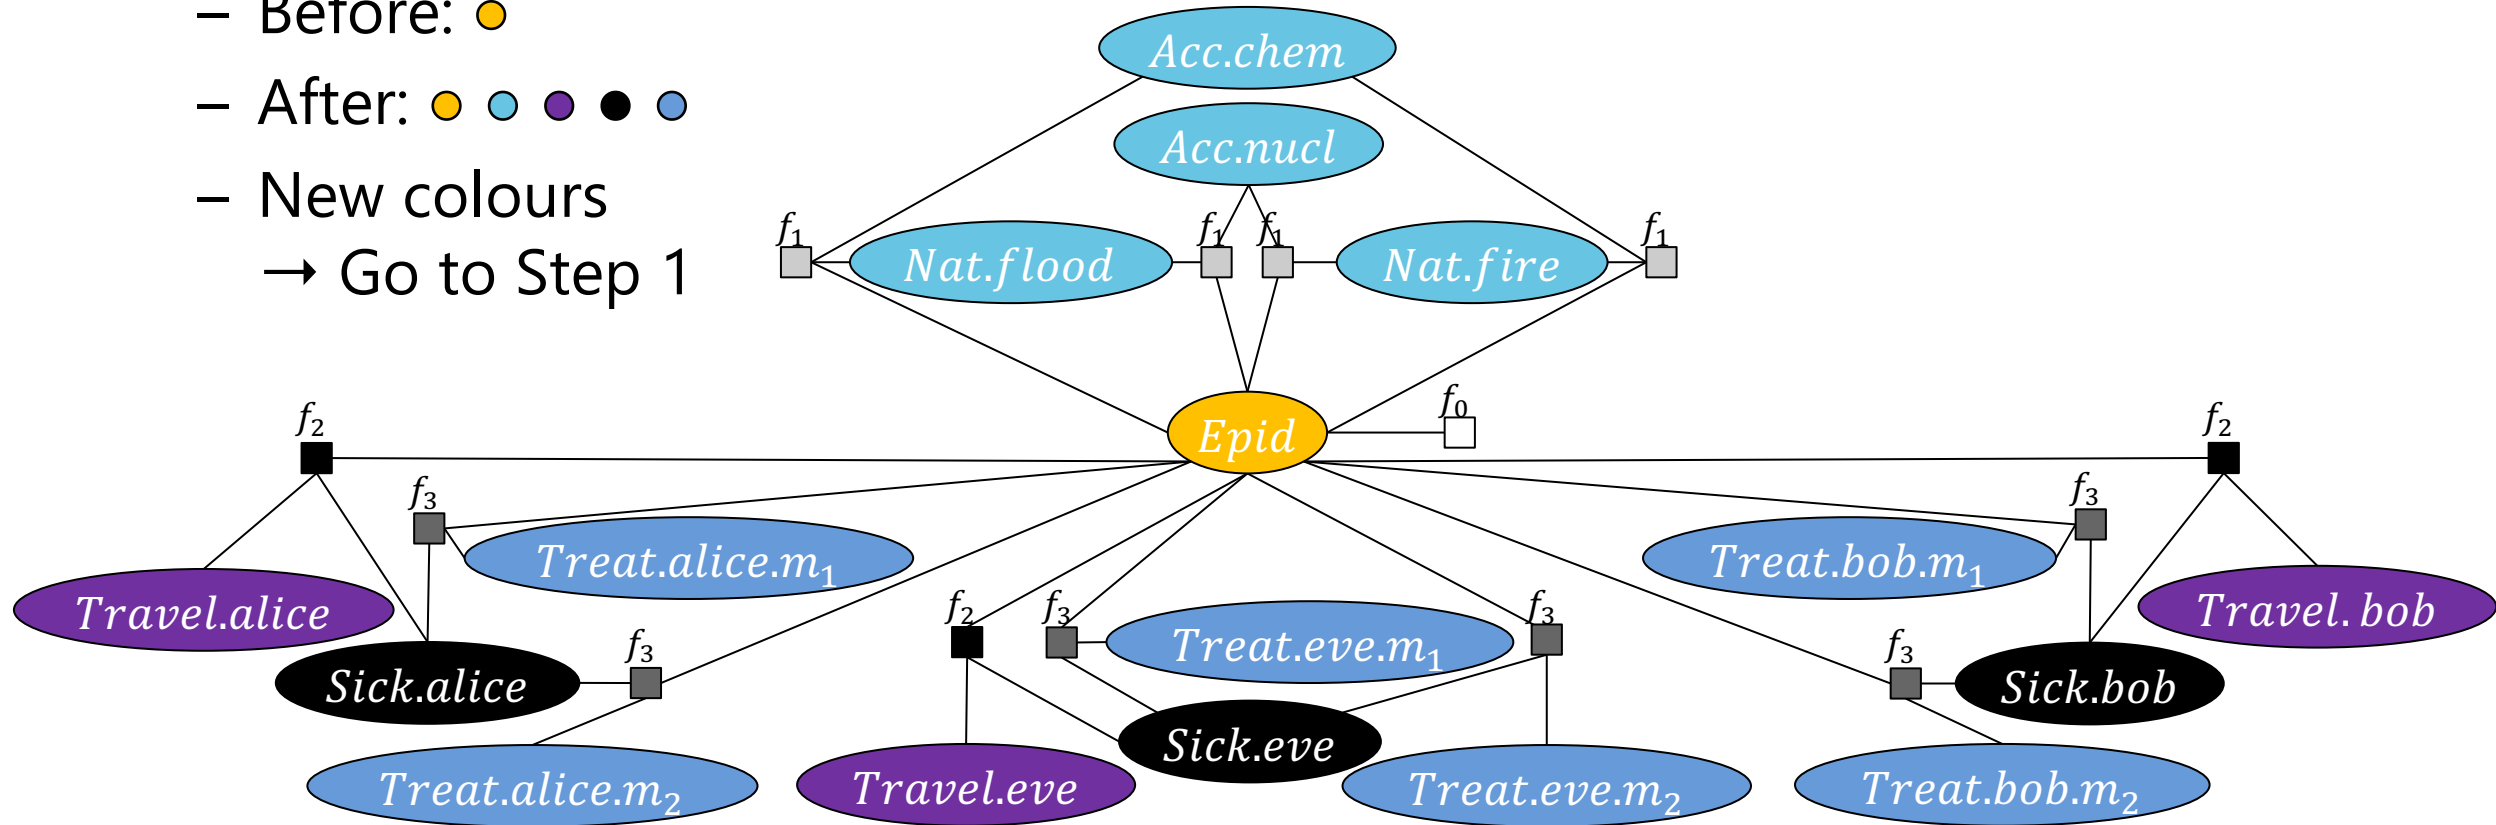 – Before:
– After:
– New colours
→ Go to Step 1
Acc.chem
Acc.nucl
f₁
f₁
f₁
f₁
Nat.flood
Nat.fire
Epid
f₀
f₂
f₂
f₃
f₃
Treat.alice.m₁
Treat.bob.m₁
Travel.alice
Travel.bob
f₂
f₃
f₃
Treat.eve.m₁
f₃
f₃
Sick.alice
Sick.bob
Sick.eve
Treat.alice.m₂
Travel.eve
Treat.eve.m₂
Treat.bob.m₂